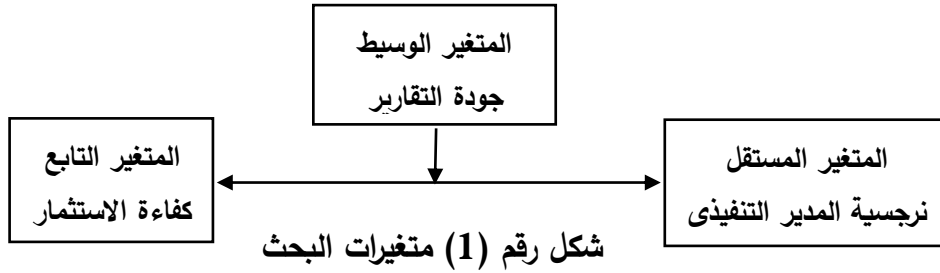 المتغير الوسيط
جودة التقارير
المتغير المستقل
نرجسية المدير التنفيذى
المتغير التابع
كفاءة الاستثمار
شكل رقم (1) متغيرات البحث